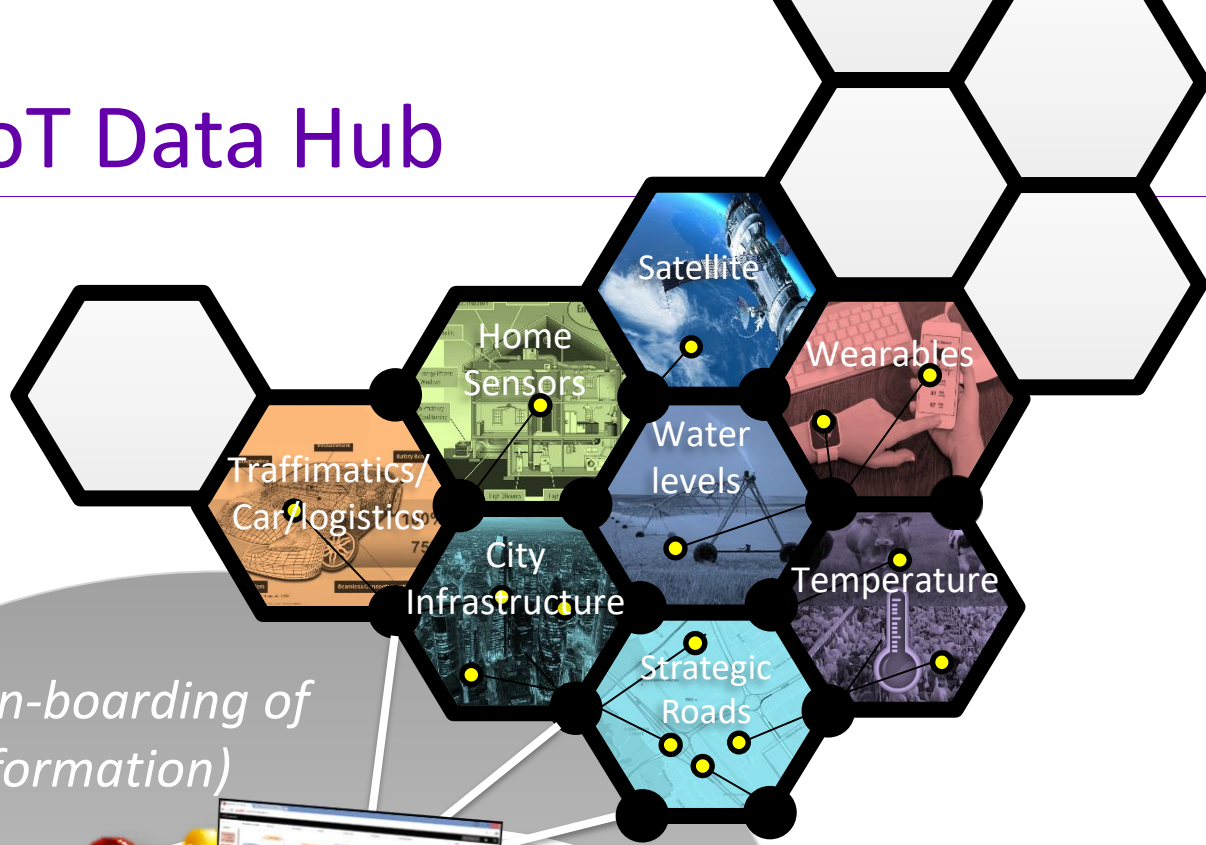 oT Data Hub
Satellite
Home
Sensors
Wearables
Water
levels
Traffimatics/
Car/logistics
City
Infrastructure
Temperature
Strategic
Roads
n-boarding of
formation)